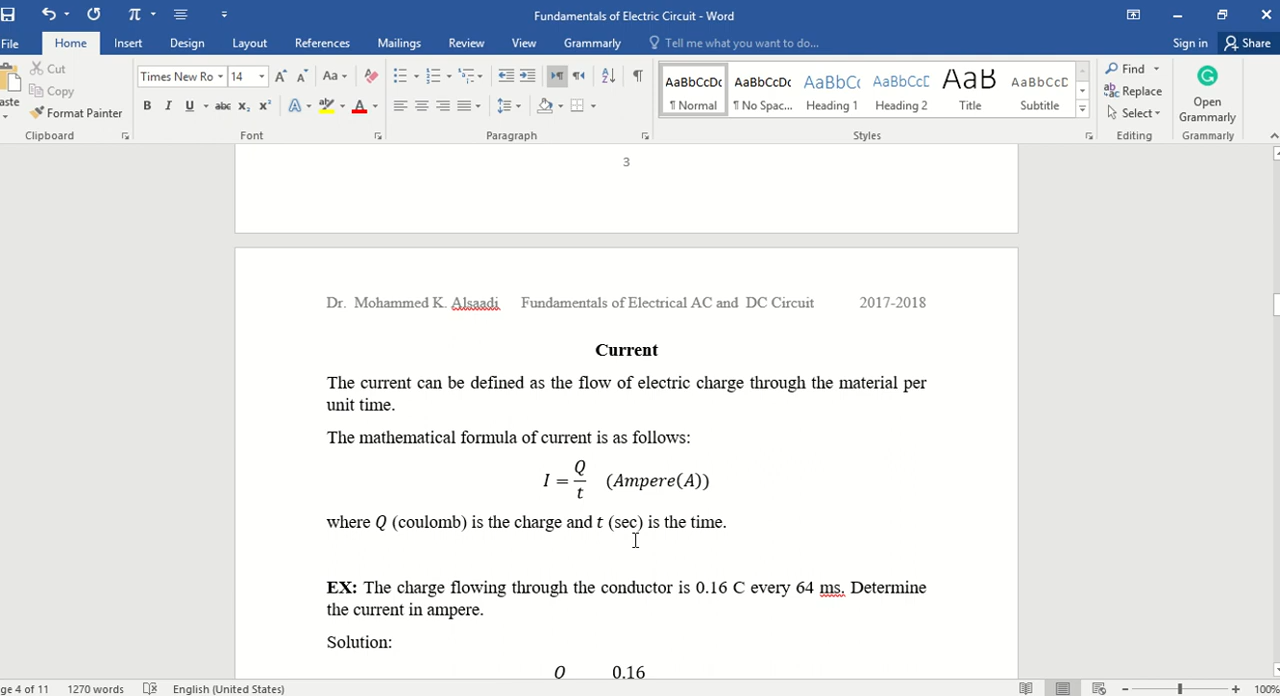 Fundamentals of Electric Circuit - Word
File Home Insert Design Layout References Mailings Review View Grammarly Tell me what you want to do... Sign in Share
Cut
Copy
Format Painter
aste
Clipboard
Times New Ro 14
Font
Paragraph
AaBbCcDc AaBbCcDc AaBbCc AaBbCcD AaB AaBbCcD
¶ Normal ¶ No Spac... Heading 1 Heading 2 Title Subtitle
Styles
Find
Replace
Select
Editing
Open
Grammarly
Grammarly
3
Dr. Mohammed K. Alsaadi Fundamentals of Electrical AC and DC Circuit 2017-2018
Current
The current can be defined as the flow of electric charge through the material per
unit time.
The mathematical formula of current is as follows:
I = Q/t (Ampere(A))
where Q (coulomb) is the charge and t (sec) is the time.
EX: The charge flowing through the conductor is 0.16 C every 64 ms. Determine
the current in ampere.
Solution:
Q 0.16
ge 4 of 11 1270 words English (United States) 100%